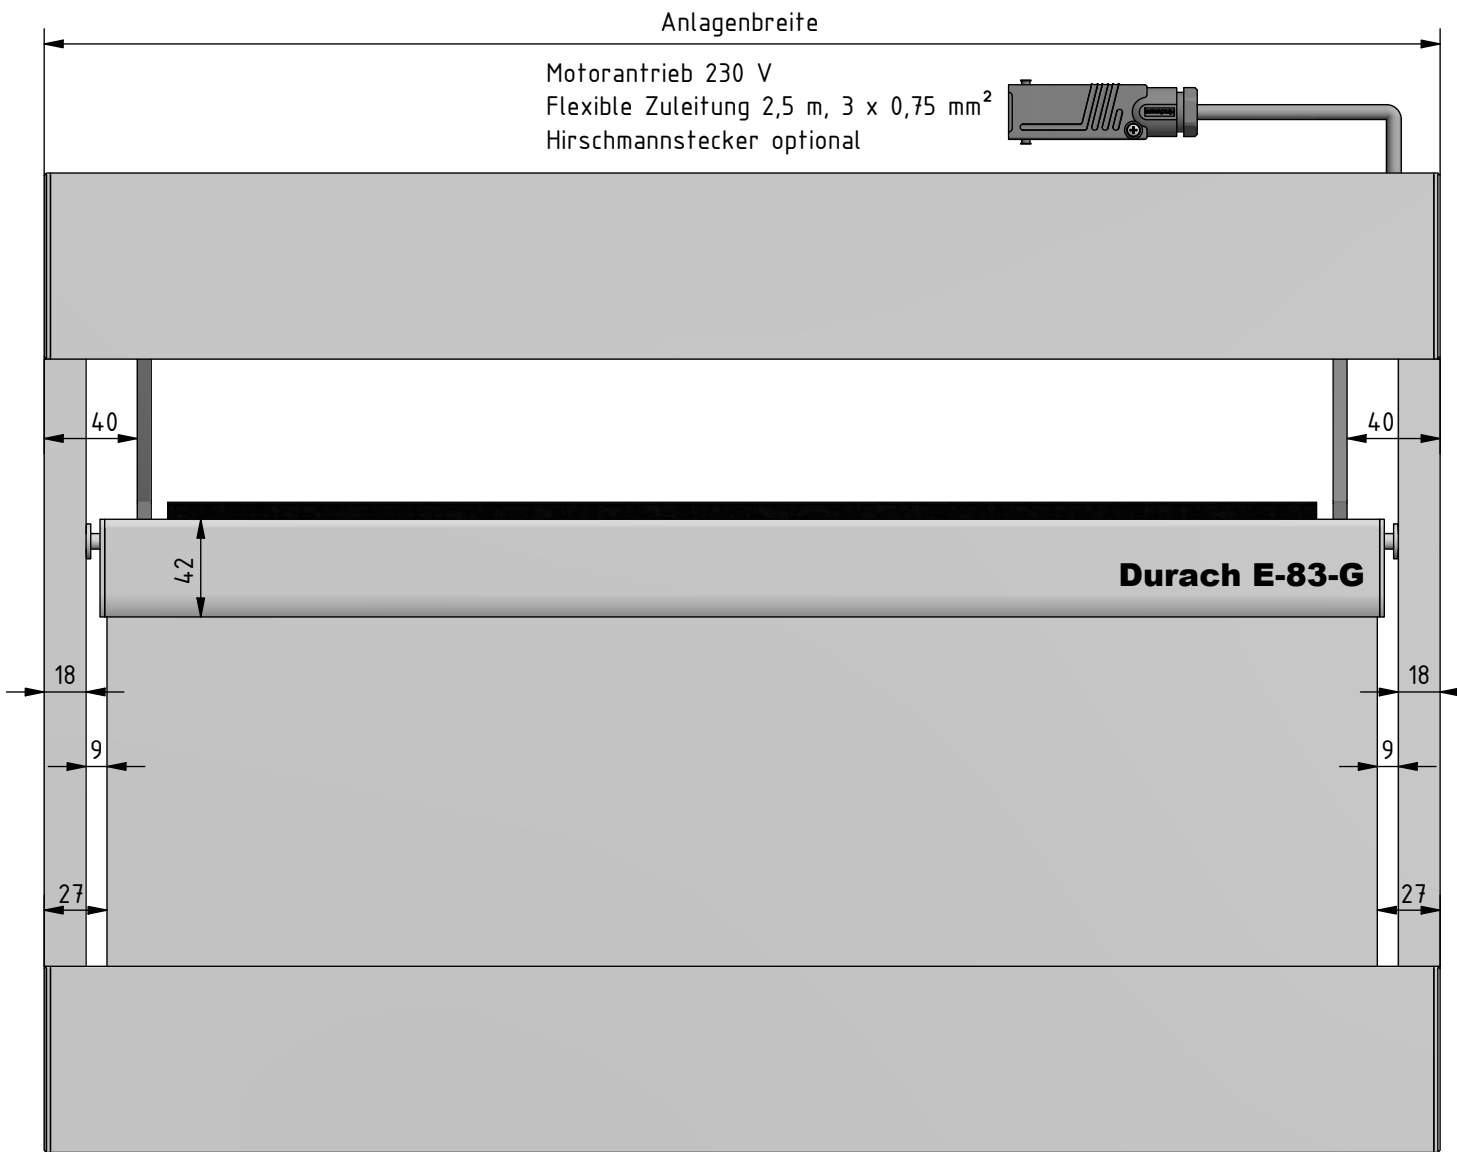 Anlagenbreite
Motorantrieb 230 V
Flexible Zuleitung 2,5 m, 3 x 0,75 mm²
Hirschmannstecker optional
40
40
42
Durach E-83-G
18
18
9
9
27
27